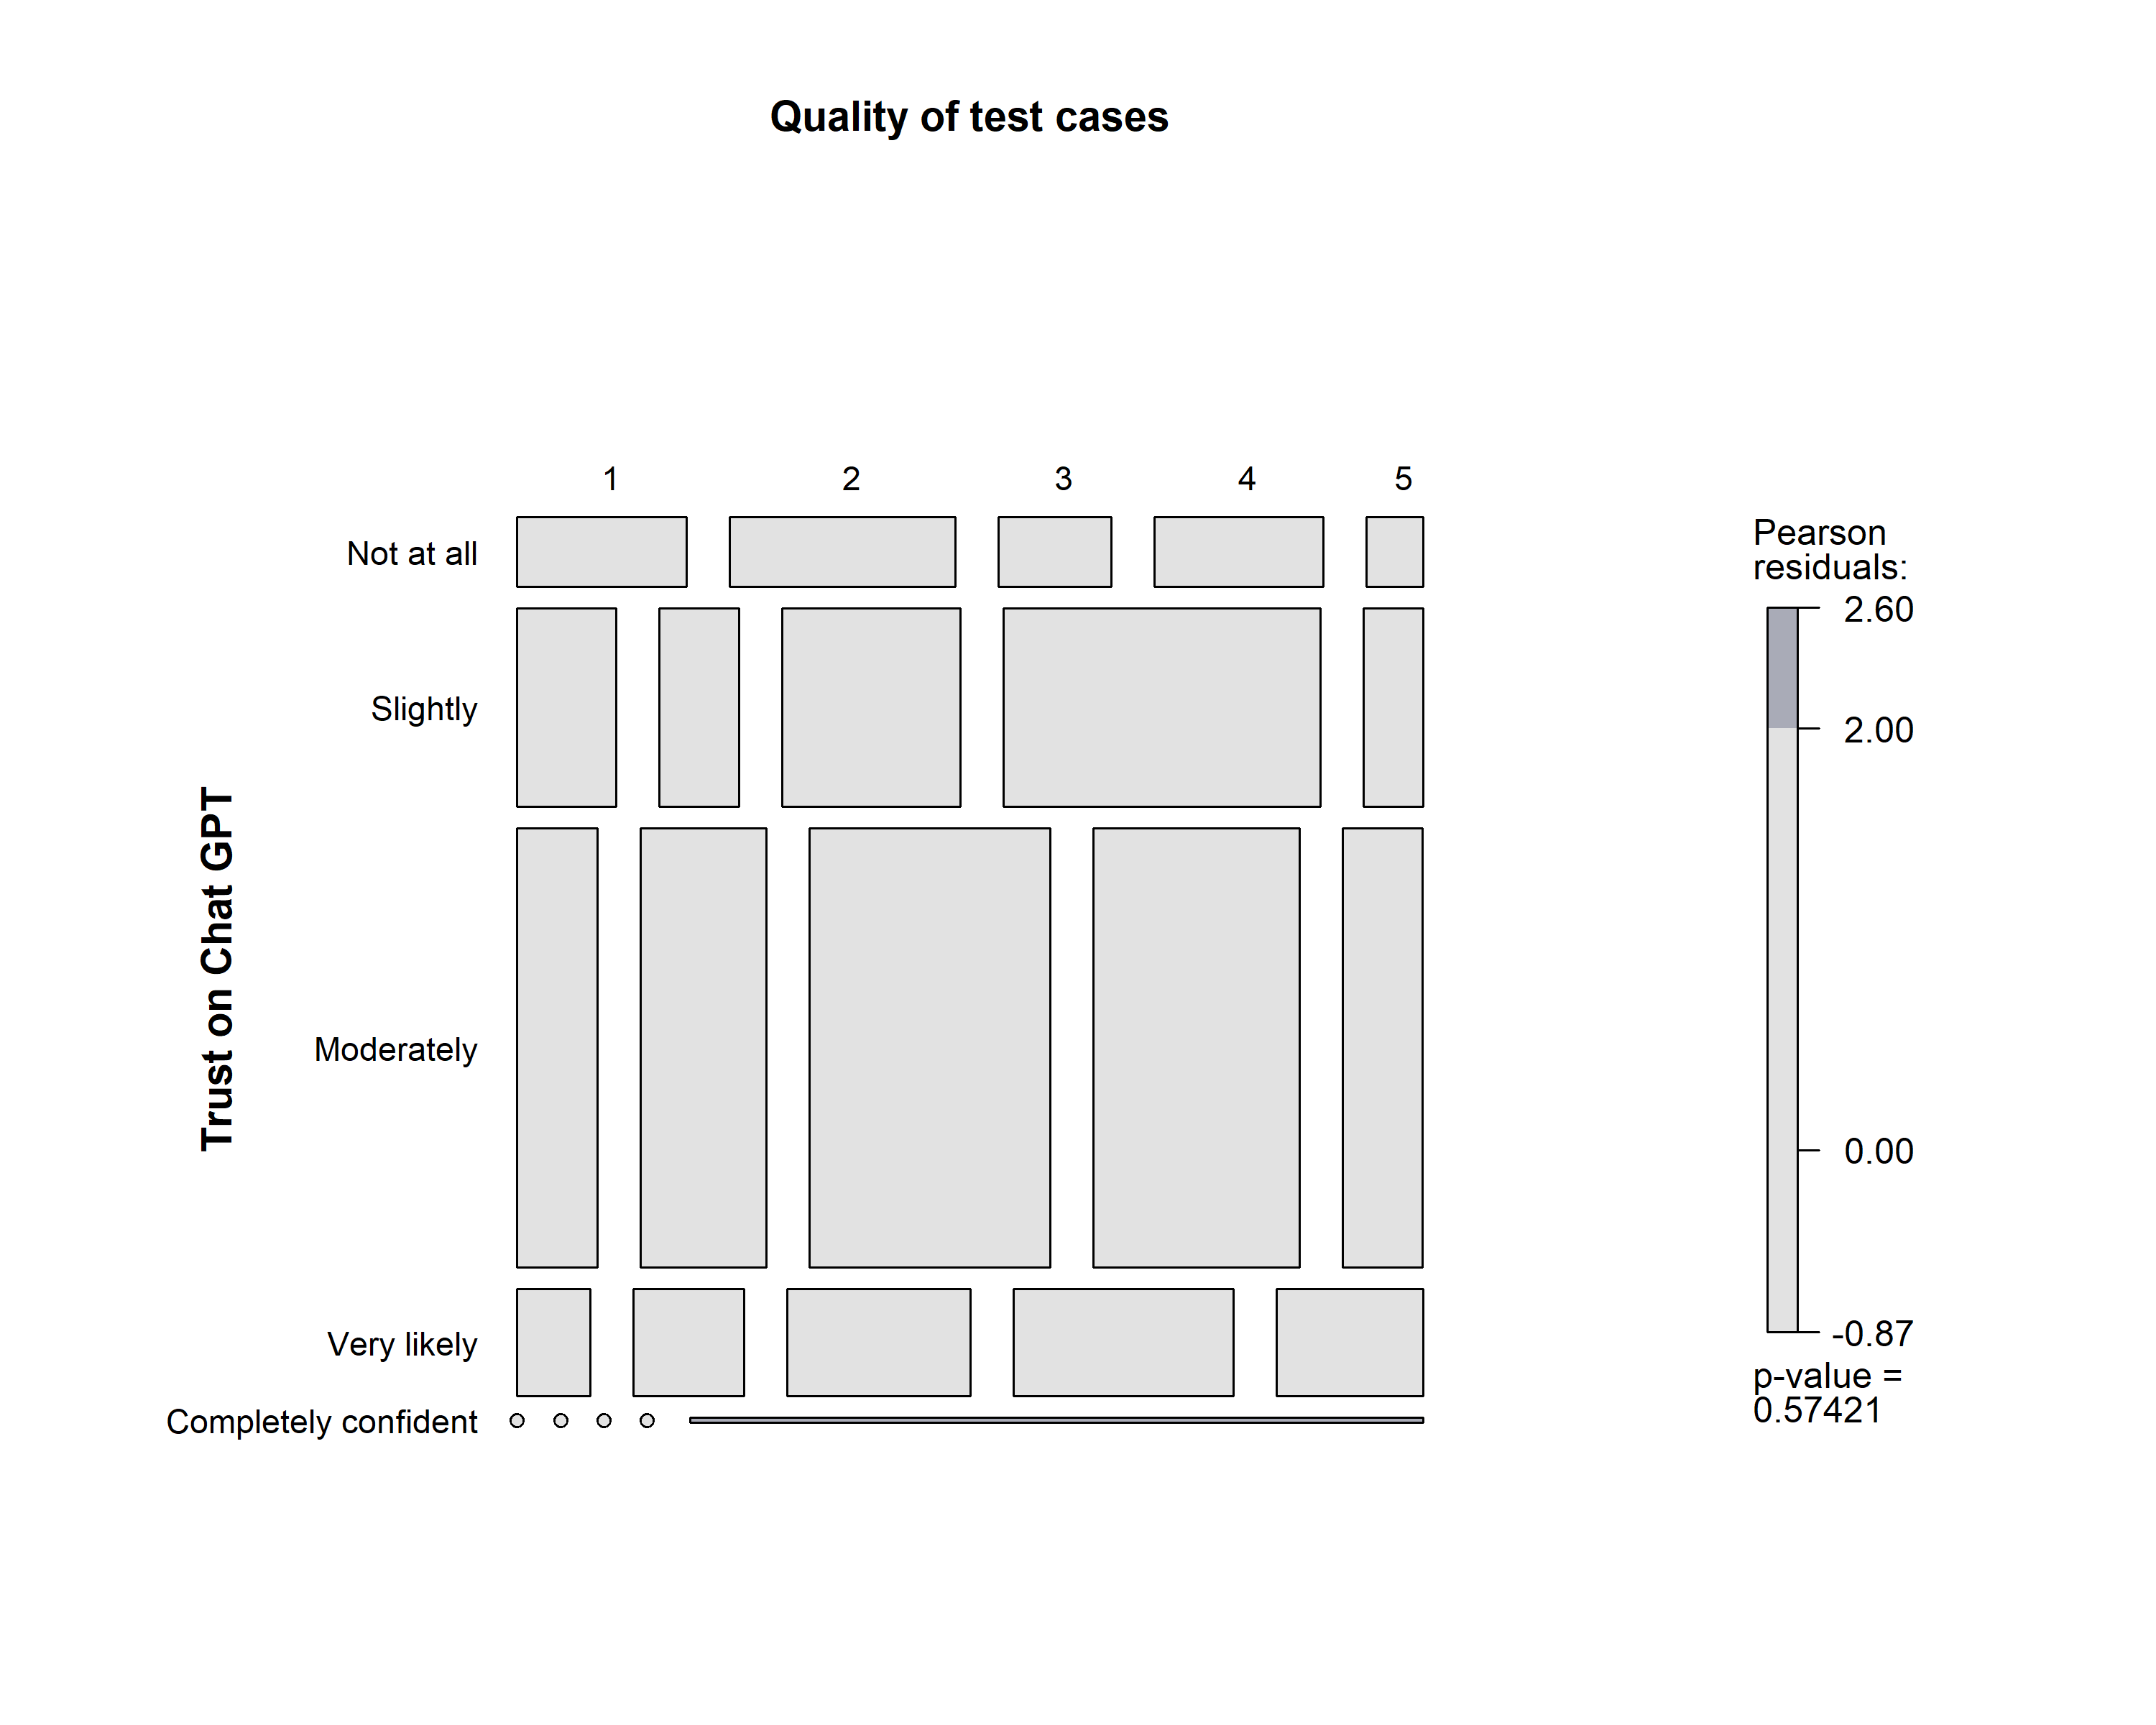 Quality of test cases
1 2 3 4 5
Not at all
Slightly
Moderately
Very likely
Completely confident
Trust on Chat GPT
Pearson
residuals:
2.60
2.00
0.00
-0.87
p-value =
0.57421